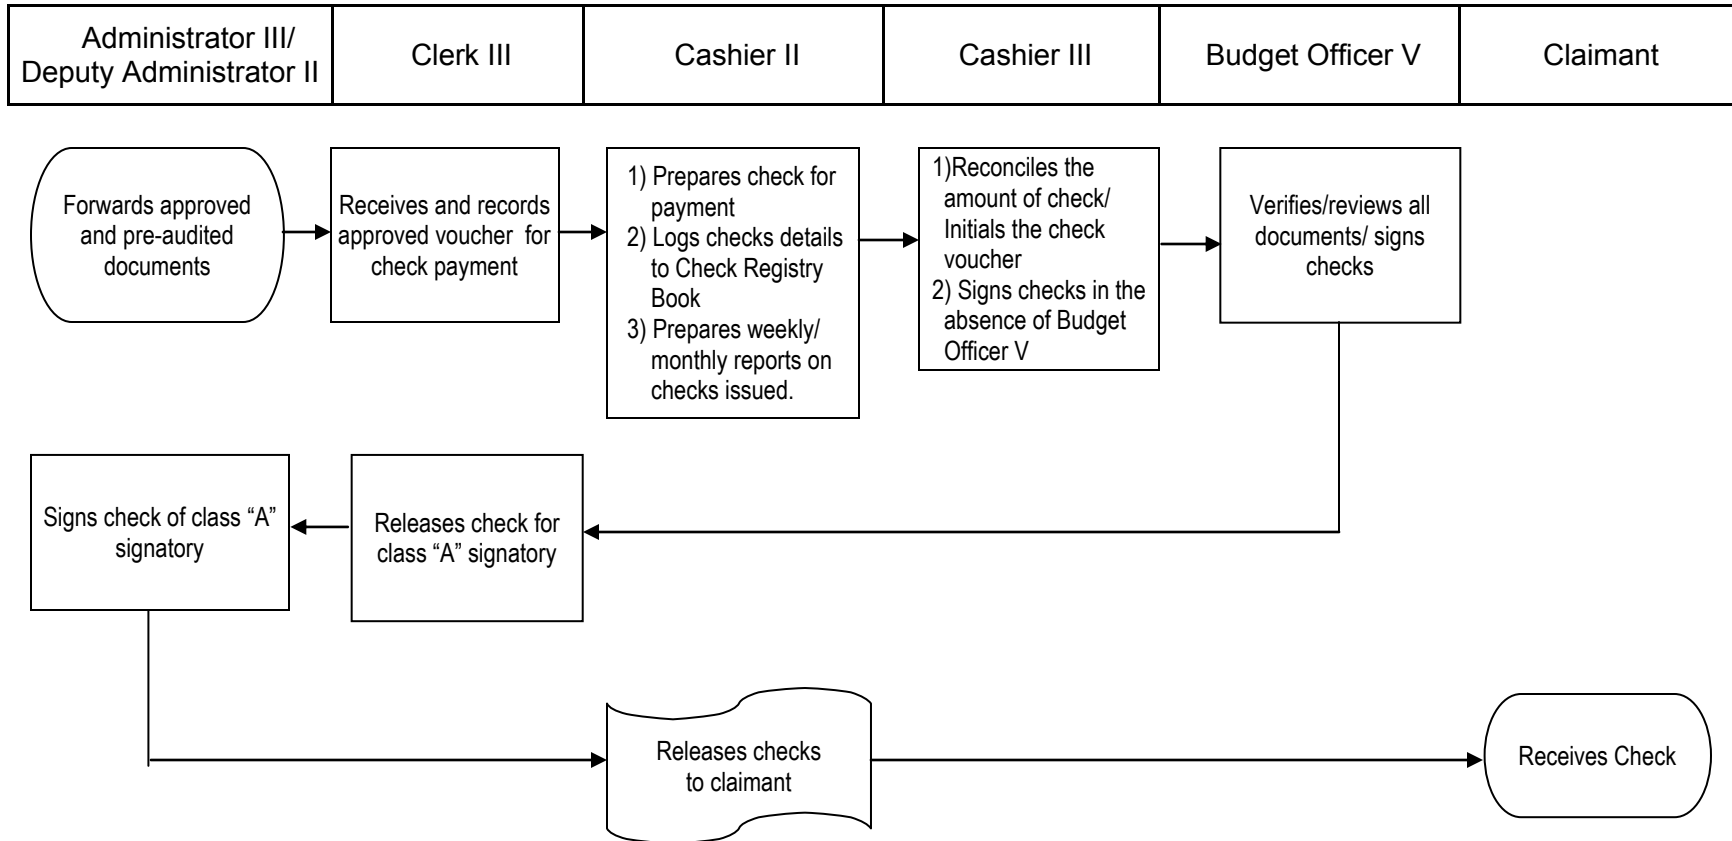 Administrator III/
Deputy Administrator II
Clerk III
Cashier II
Cashier III
Budget Officer V
Claimant
Forwards approved
and pre-audited
documents
Receives and records
approved voucher for
check payment
1) Prepares check for
payment
2) Logs checks details
to Check Registry
Book
3) Prepares weekly/
monthly reports on
checks issued.
1)Reconciles the
amount of check/
Initials the check
voucher
2) Signs checks in the
absence of Budget
Officer V
Verifies/reviews all
documents/ signs
checks
Signs check of class “A”
signatory
Releases check for
class “A” signatory
Releases checks
to claimant
Receives Check